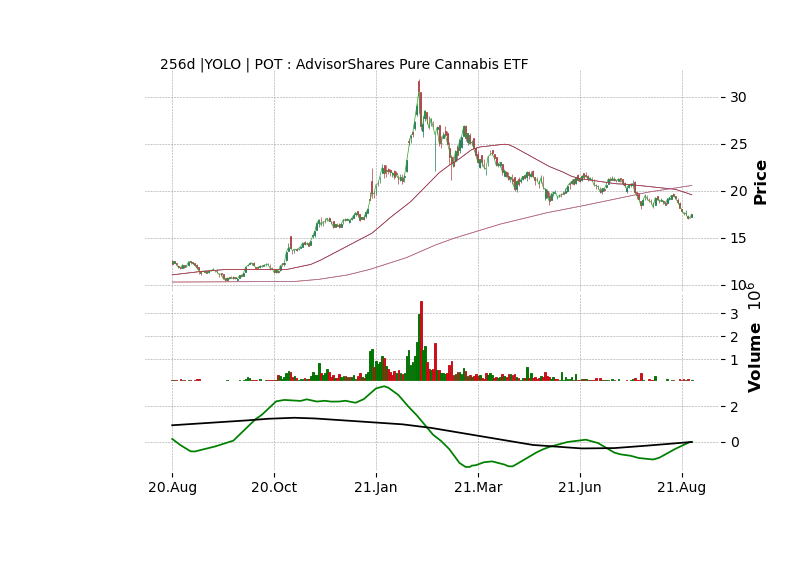 256d |YOLO | POT : AdvisorShares Pure Cannabis ETF
30
25
20
15
10
Price
10⁶
3
2
1
Volume
2
0
20.Aug 20.Oct 21.Jan 21.Mar 21.Jun 21.Aug